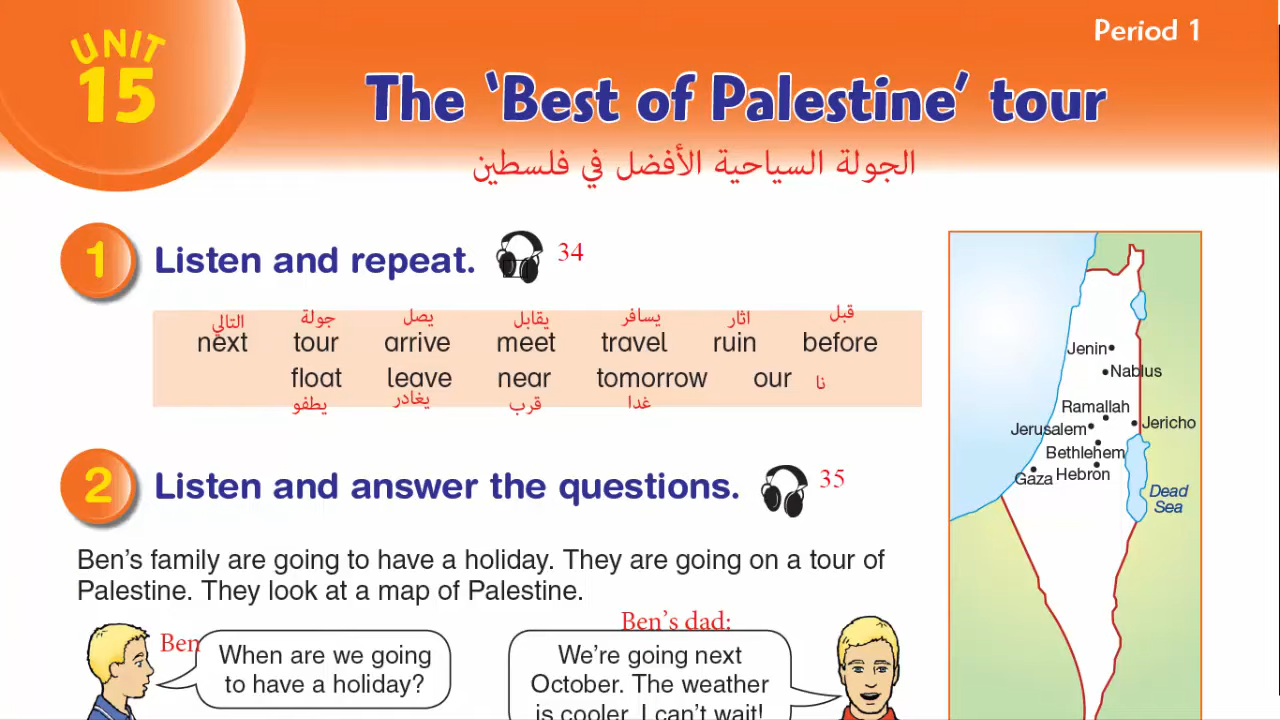 Period 1
UNIT
15
The ‘Best of Palestine’ tour
الجولة السياحية الأفضل في فلسطين
1 Listen and repeat. 34
التالي جولة يصل يقابل يسافر اثار قبل
next tour arrive meet travel ruin before
float leave near tomorrow our نا
يطفو يغادر قرب غدا
2 Listen and answer the questions. 35
Ben’s family are going to have a holiday. They are going on a tour of
Palestine. They look at a map of Palestine.
Ben
When are we going
to have a holiday?
Ben’s dad:
We’re going next
October. The weather
is cooler. I can’t wait!
Jenin
Nablus
Ramallah
Jerusalem
Jericho
Bethlehem
Gaza
Hebron
Dead
Sea